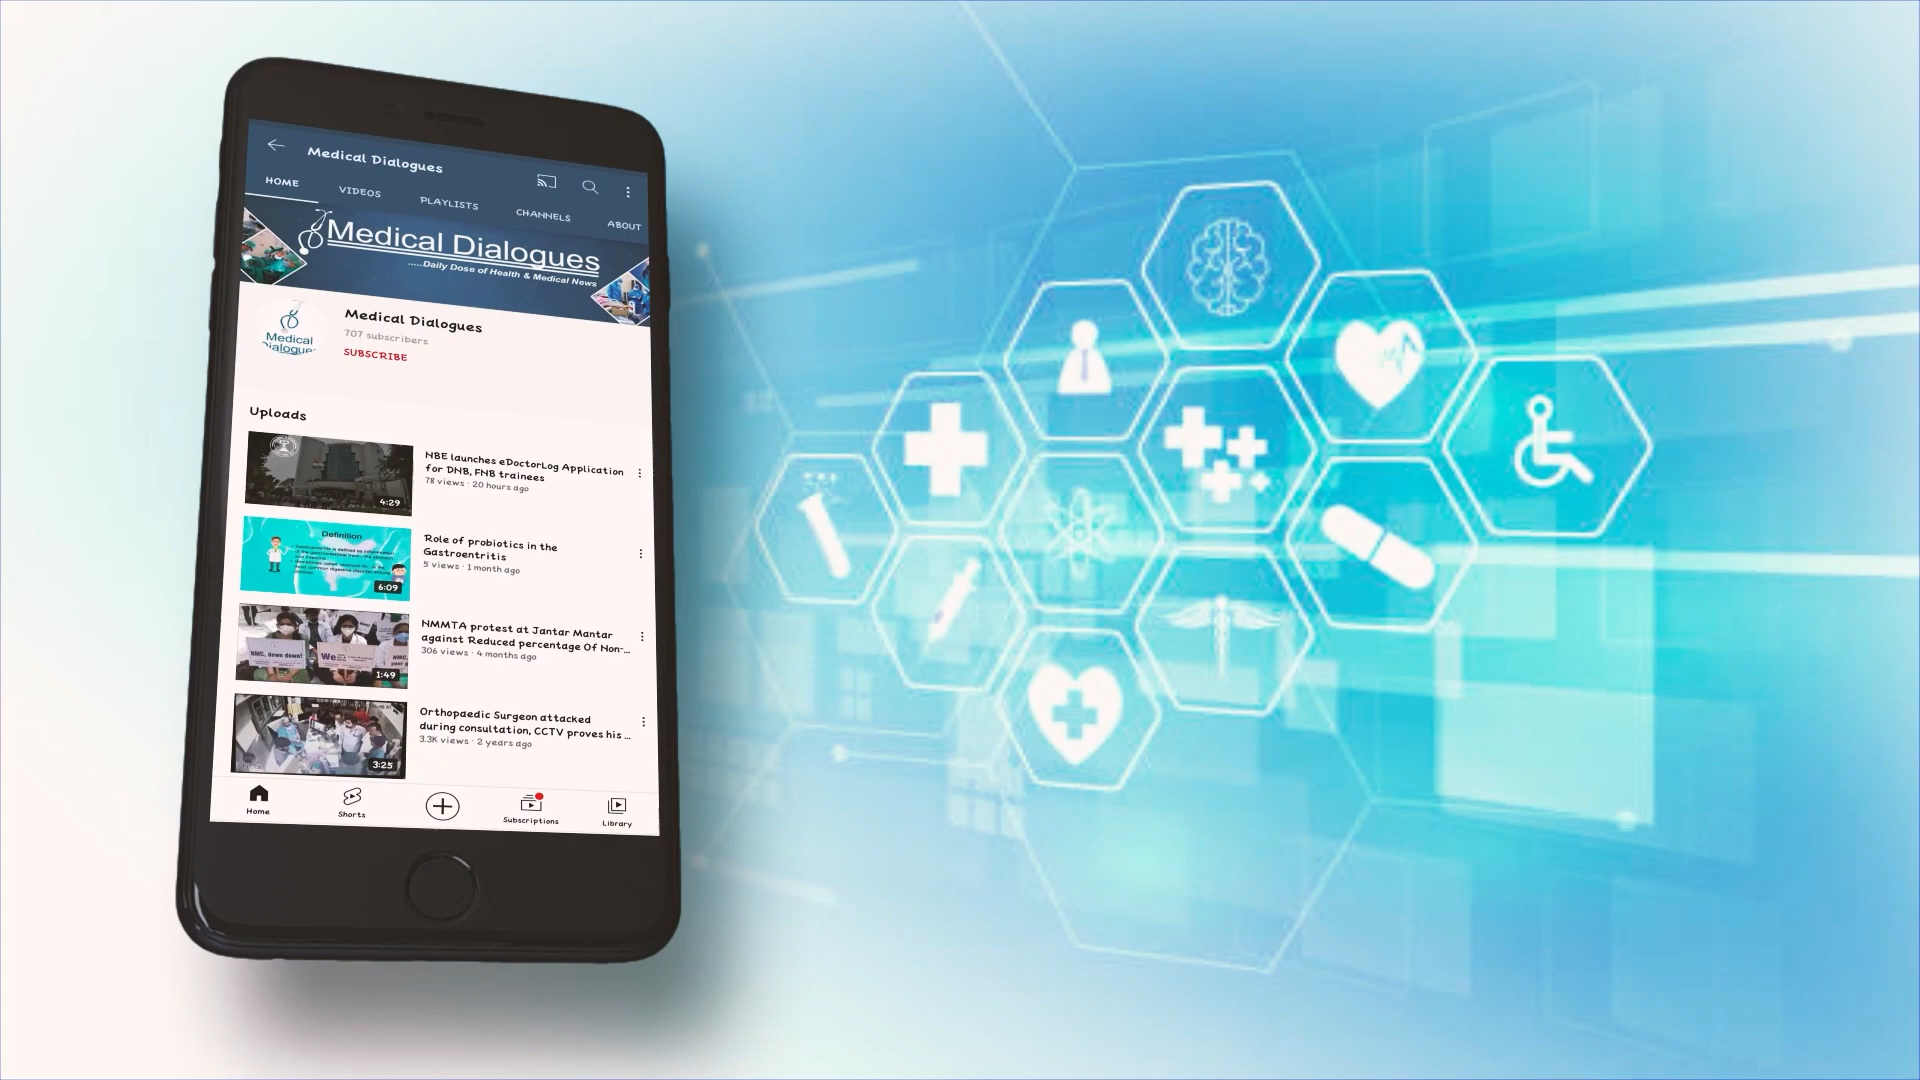 Medical Dialogues
HOME
VIDEOS
PLAYLISTS
CHANNELS
ABOUT
Medical Dialogues
.....Daily Dose of Health & Medical News
Medical
Medical Dialogues
707 subscribers
SUBSCRIBE
Uploads
NBE launches eDoctorLog Application
for DNB, FNB trainees
78 views · 20 hours ago
4:29
Definition
6:09
Role of probiotics in the
Gastroentritis
5 views · 1 month ago
NMC, down down!
We
NMC,
1:49
NMMTA protest at Jantar Mantar
against Reduced percentage Of Non-...
306 views · 4 months ago
3:25
Orthopaedic Surgeon attacked
during consultation, CCTV proves his ...
3.3K views · 2 years ago
Home
Shorts
Subscriptions
Library